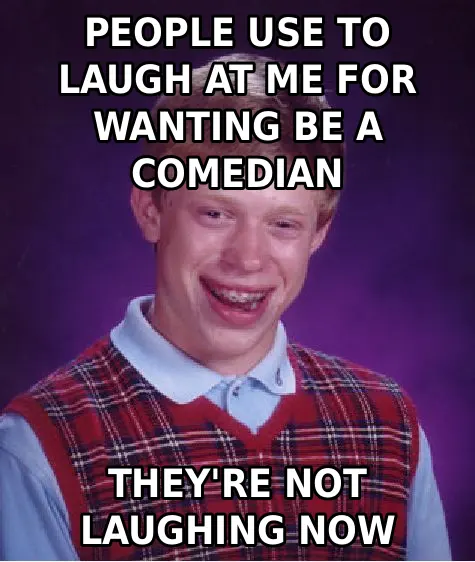 PEOPLE USE TO
LAUGH AT ME FOR
WANTING BE A
COMEDIAN
THEY'RE NOT
LAUGHING NOW